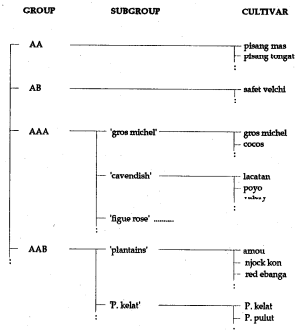 GROUP SUBGROUP CULTIVAR
AA pisang mas
pisang tongat
:
AB safet velchi
:
AAA 'gros michel' gros michel
cocos
:
'cavendish' lacatan
poyo
:
'figue rose' ..........
AAB 'plantains' amou
: njock kon
red ebanga
:
'P. kelat' P. kelat
: P. pulut
: